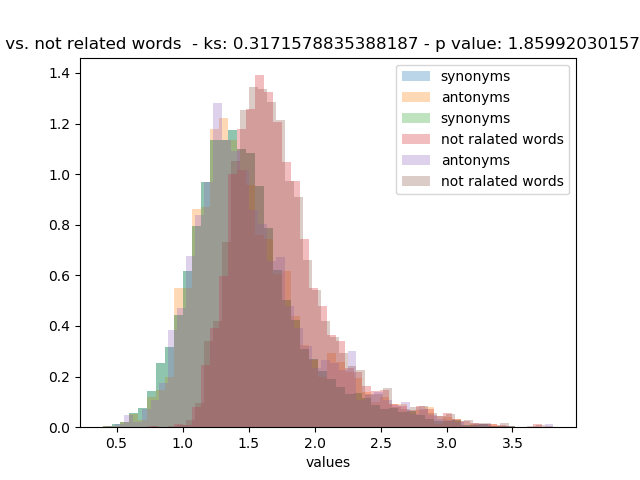 vs. not related words - ks: 0.3171578835388187 - p value: 1.85992030157
1.4
1.2
1.0
0.8
0.6
0.4
0.2
0.0
synonyms
antonyms
synonyms
not ralated words
antonyms
not ralated words
0.5 1.0 1.5 2.0 2.5 3.0 3.5
values